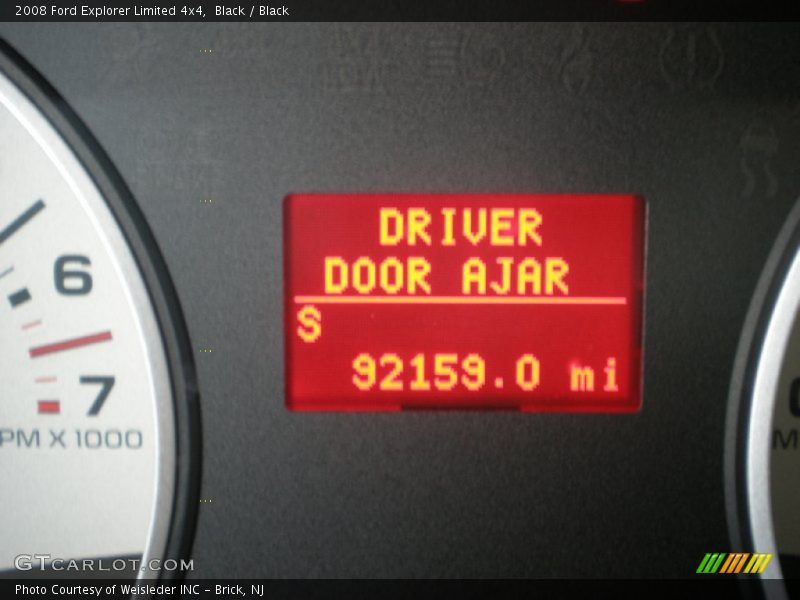 2008 Ford Explorer Limited 4x4,  Black / Black
DRIVER
DOOR AJAR
S
92159.0 mi
6
7
PM X 1000
GTCARLOT.COM
Photo Courtesy of Weisleder INC - Brick, NJ